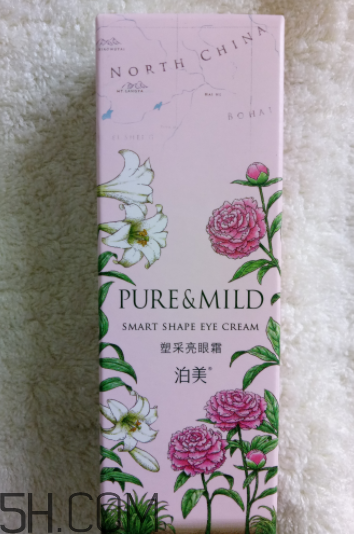 NORTH CHINA
BOHAI
PURE&MILD
SMART SHAPE EYE CREAM
塑采亮眼霜
泊美®
5H.COM